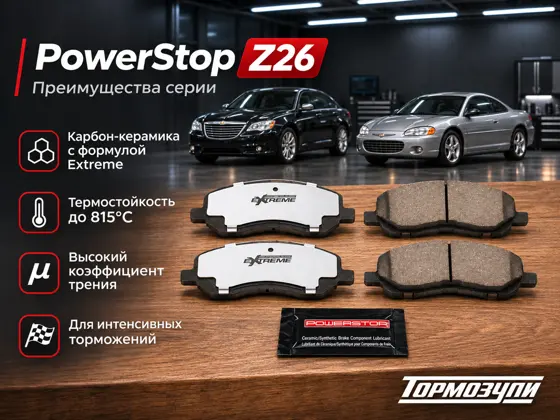 PowerStop Z26
Преимущества серии
Карбон-керамика
с формулой
Extreme
Термостойкость
до 815°C
µ
Высокий
коэффициент
трения
Для интенсивных
торможений
EXTREME
EXTREME
POWERSTOP
Ceramic/Synthetic Brake Component Lubricant
ТОРМОЗУЛИ